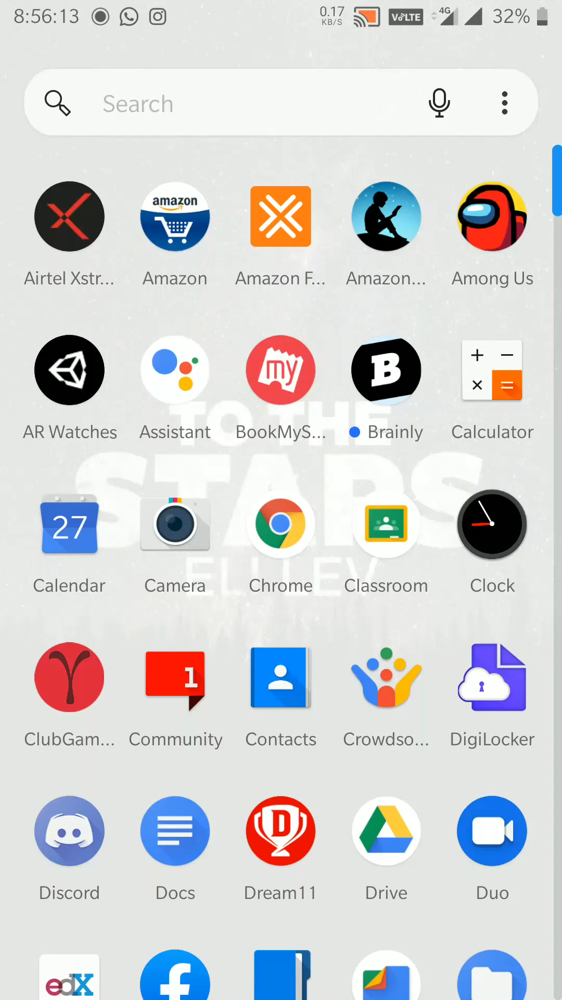 8:56:13 0.17 KB/S VoLTE 4G 32%
Search
amazon
Airtel Xstr... Amazon Amazon F... Amazon... Among Us
my B + − × =
AR Watches Assistant BookMyS... Brainly Calculator
TO THE
STARS
27
Calendar Camera Chrome Classroom Clock
1
ClubGam... Community Contacts Crowdso... DigiLocker
D
Discord Docs Dream11 Drive Duo
edX f